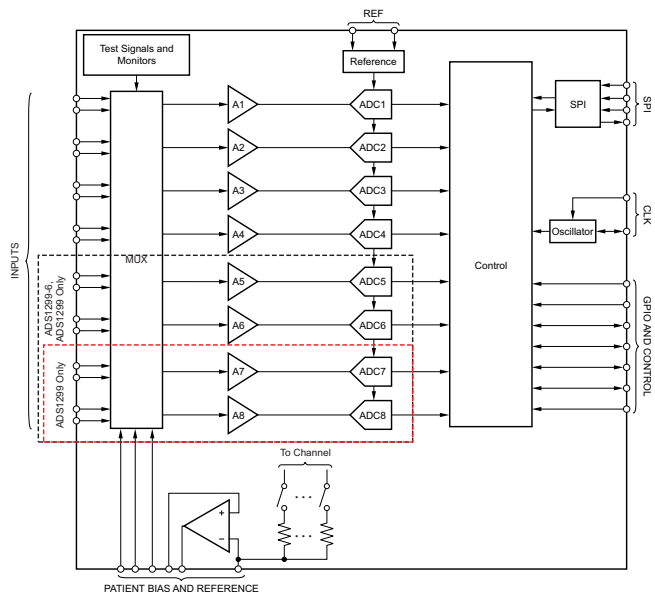 REF
Test Signals and
Monitors
Reference
A1
ADC1
SPI
SPI
A2
ADC2
A3
ADC3
CLK
A4
ADC4
Oscillator
INPUTS
MUX
Control
ADS1299-6,
ADS1299 Only
A5
ADC5
A6
ADC6
GPIO AND CONTROL
ADS1299 Only
A7
ADC7
A8
ADC8
To Channel
+
−
PATIENT BIAS AND REFERENCE